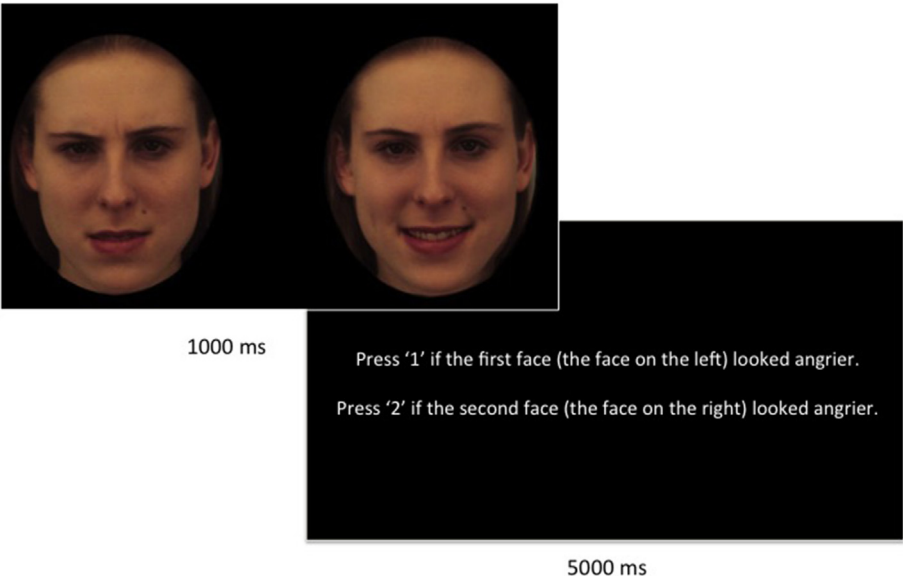 1000 ms
Press ‘1’ if the first face (the face on the left) looked angrier.
Press ‘2’ if the second face (the face on the right) looked angrier.
5000 ms